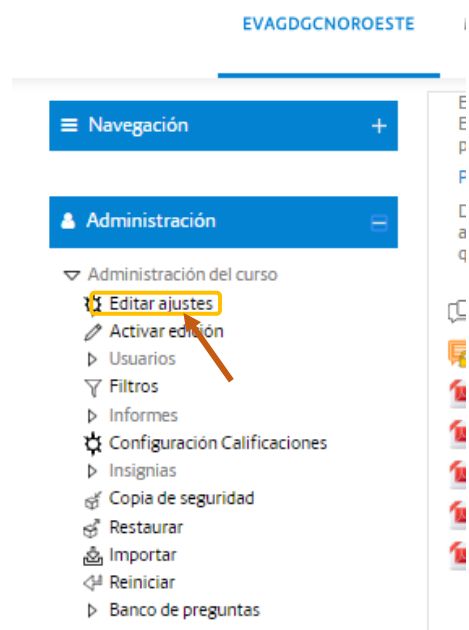 EVAGDGCNOROESTE
Navegación
Administración
Administración del curso
Editar ajustes
Activar edición
Usuarios
Filtros
Informes
Configuración Calificaciones
Insignias
Copia de seguridad
Restaurar
Importar
Reiniciar
Banco de preguntas